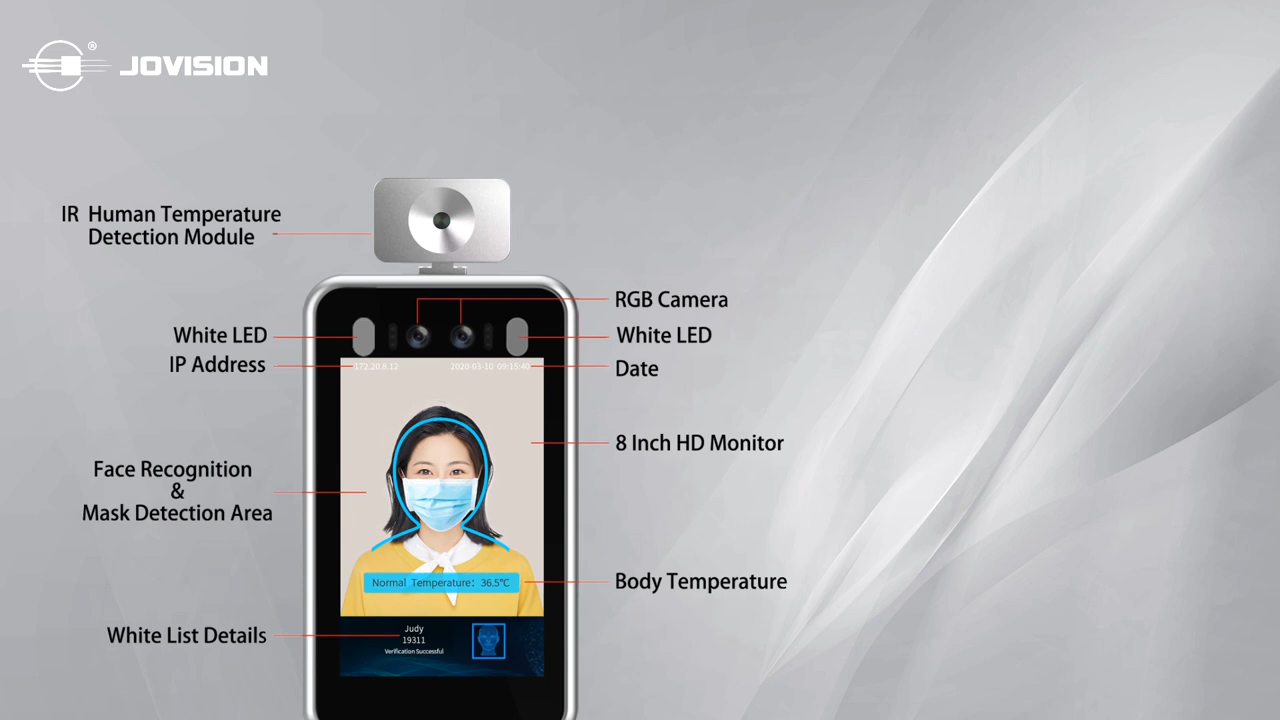 ® JOVISION
IR Human Temperature
Detection Module
RGB Camera
White LED
White LED
IP Address
Date
172.20.8.12
2020-03-10 09:15:40
8 Inch HD Monitor
Face Recognition
&
Mask Detection Area
Normal Temperature: 36.5℃
Body Temperature
White List Details
Judy
19311
Verification Successful